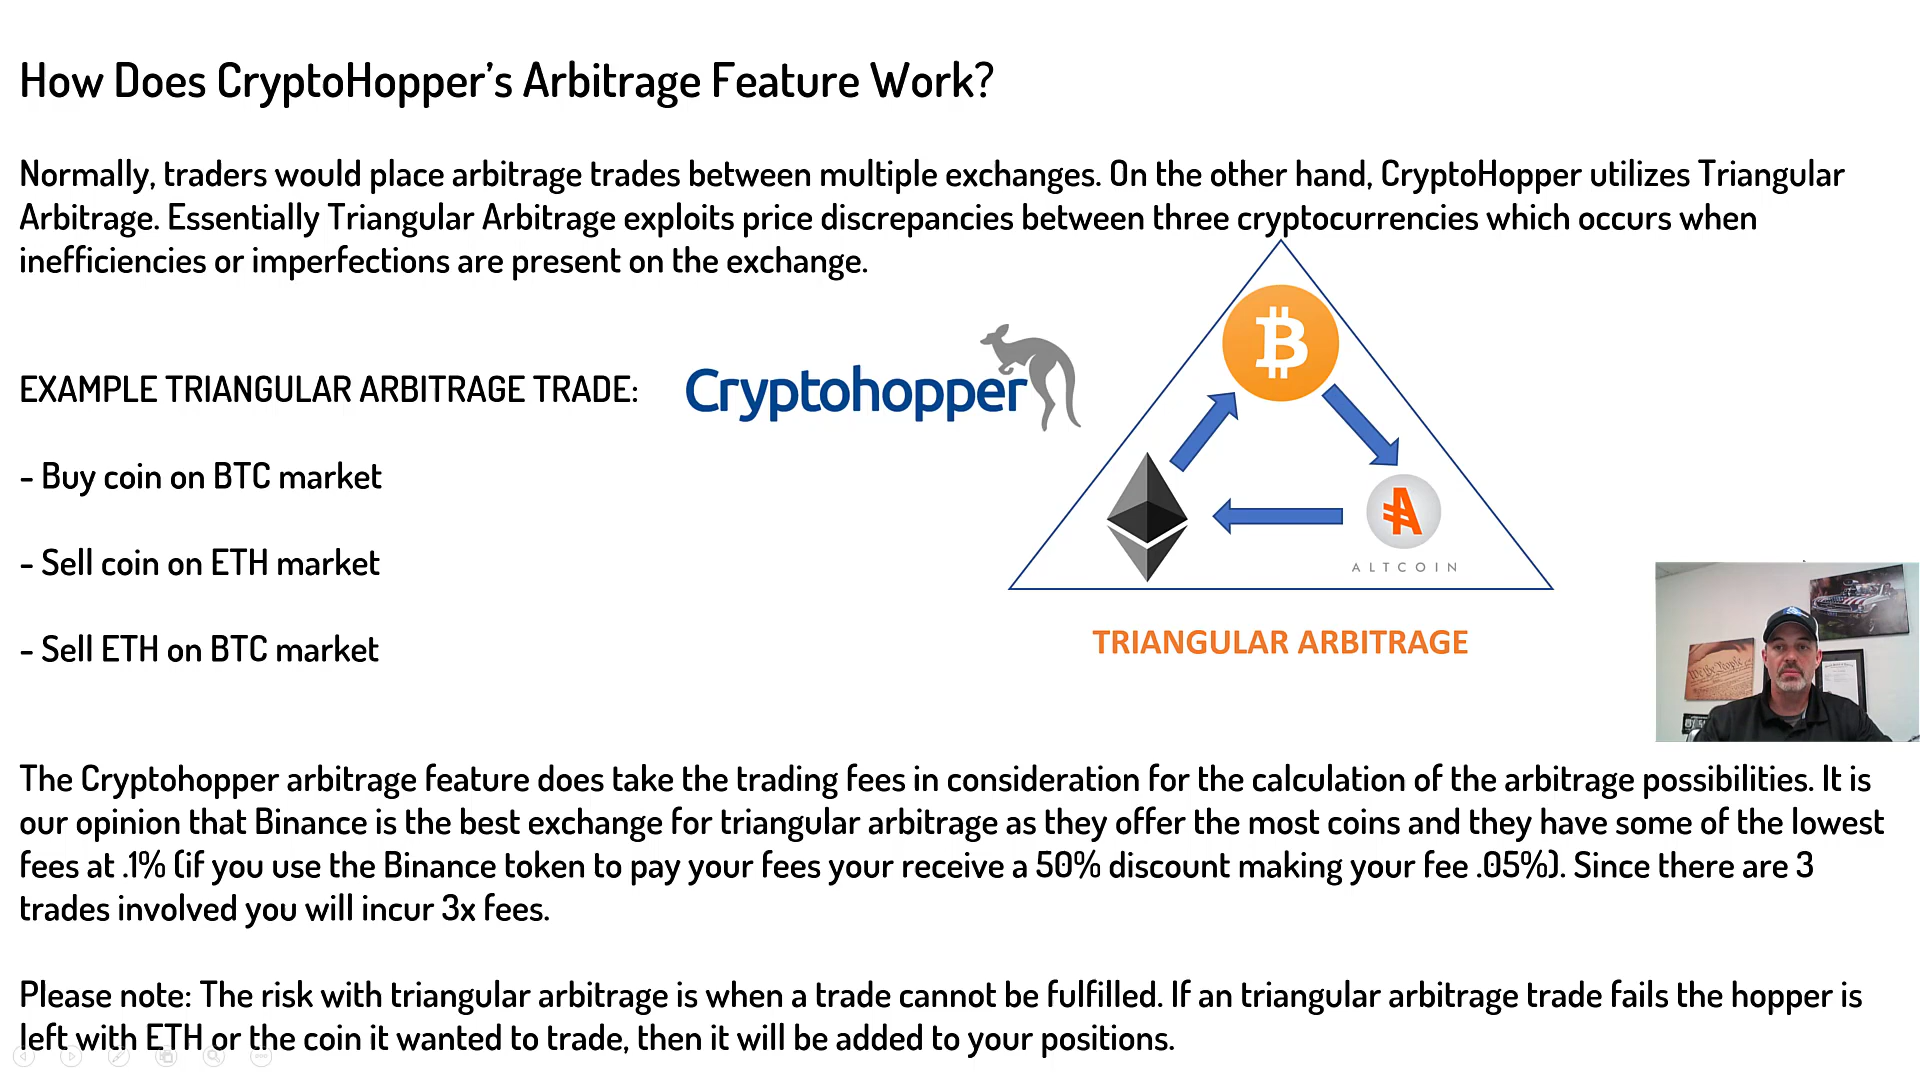 How Does CryptoHopper's Arbitrage Feature Work?
Normally, traders would place arbitrage trades between multiple exchanges. On the other hand, CryptoHopper utilizes Triangular
Arbitrage. Essentially Triangular Arbitrage exploits price discrepancies between three cryptocurrencies which occurs when
inefficiencies or imperfections are present on the exchange.
EXAMPLE TRIANGULAR ARBITRAGE TRADE:
Cryptohopper
- Buy coin on BTC market
- Sell coin on ETH market
- Sell ETH on BTC market
ALTCOIN
TRIANGULAR ARBITRAGE
We the People
The Cryptohopper arbitrage feature does take the trading fees in consideration for the calculation of the arbitrage possibilities. It is
our opinion that Binance is the best exchange for triangular arbitrage as they offer the most coins and they have some of the lowest
fees at .1% (if you use the Binance token to pay your fees your receive a 50% discount making your fee .05%). Since there are 3
trades involved you will incur 3x fees.
Please note: The risk with triangular arbitrage is when a trade cannot be fulfilled. If an triangular arbitrage trade fails the hopper is
left with ETH or the coin it wanted to trade, then it will be added to your positions.